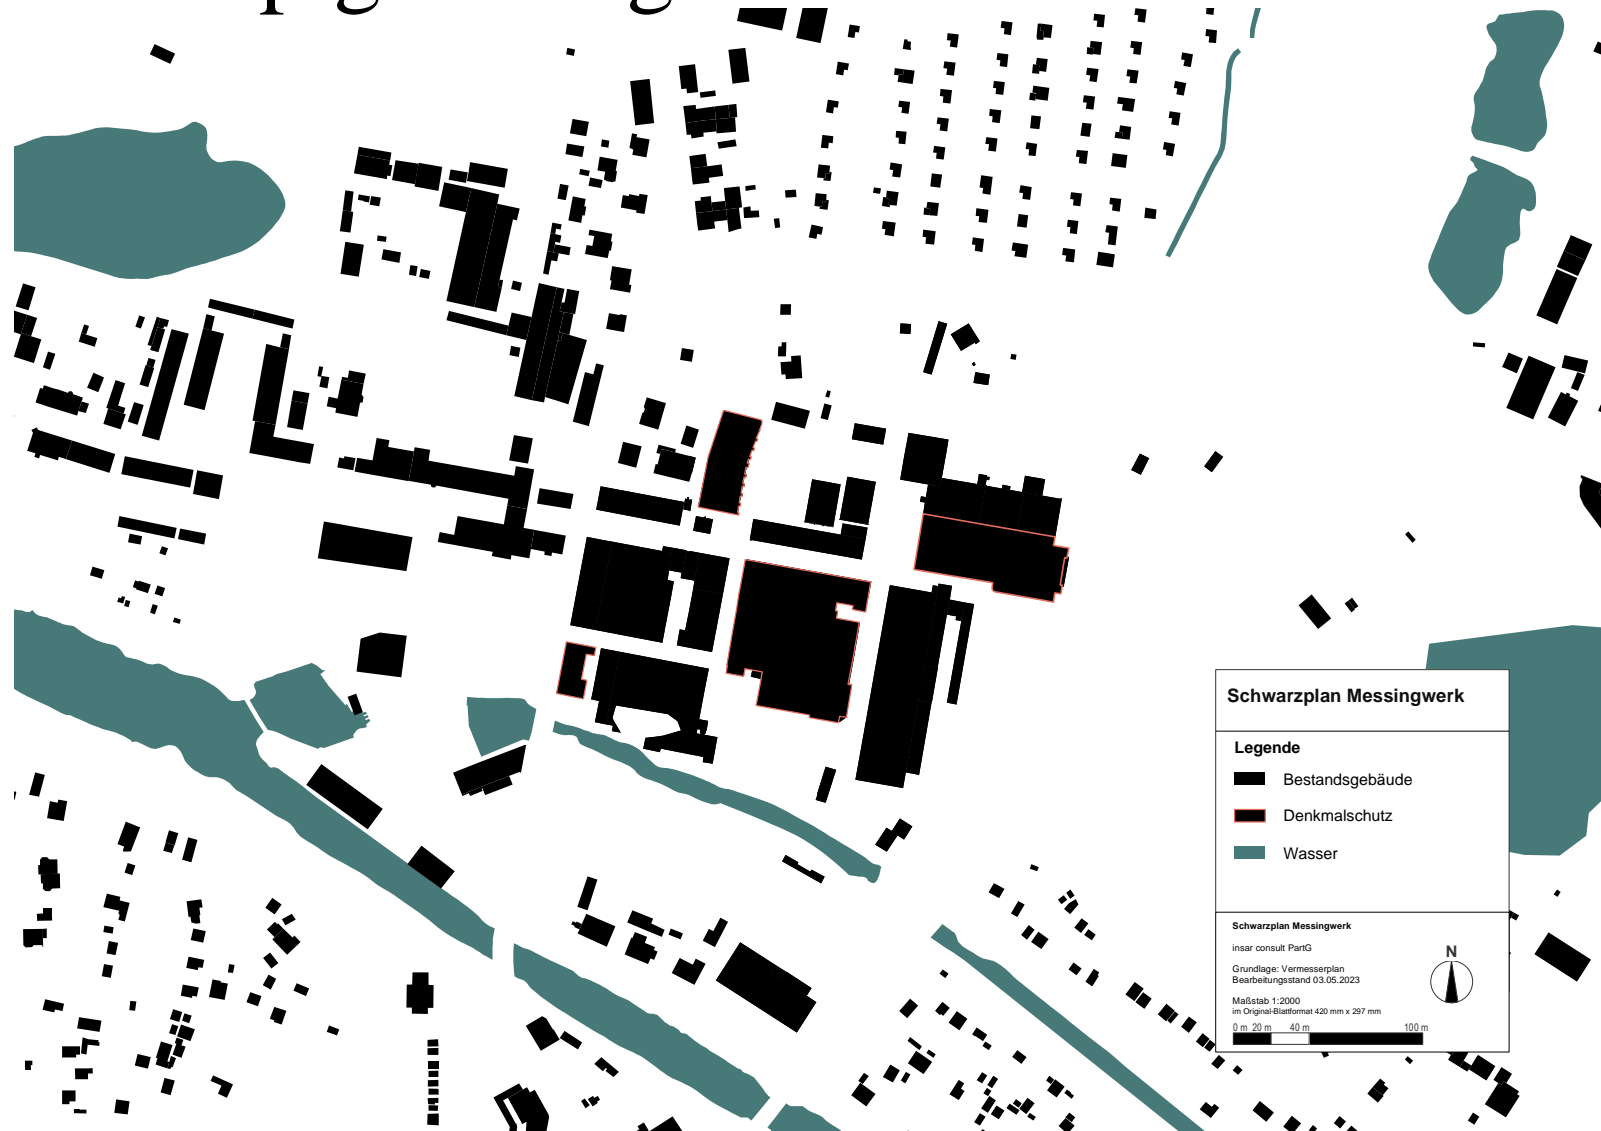 Schwarzplan Messingwerk
Legende
Bestandsgebäude
Denkmalschutz
Wasser
Schwarzplan Messingwerk
insar consult PartG
Grundlage: Vermesserplan
Bearbeitungsstand 03.05.2023
Maßstab 1:2000
im Original-Blattformat 420 mm x 297 mm
N
0 m 20 m 40 m 100 m